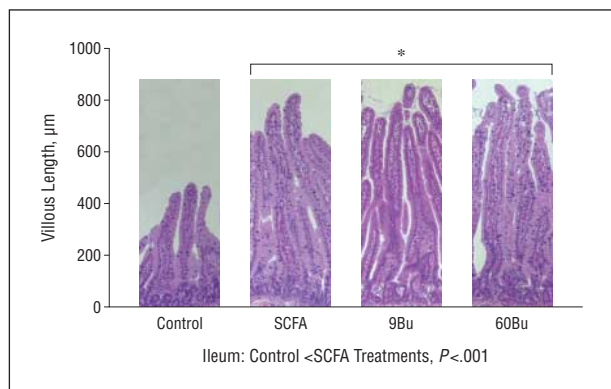 1000
*
800
600
400
200
0
Villous Length, µm
Control SCFA 9Bu 60Bu
Ileum: Control <SCFA Treatments, P<.001